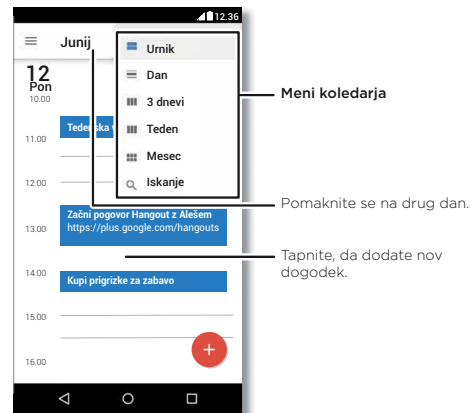 12.36
Junij
Urnik
Dan
3 dnevi
Teden
Mesec
Iskanje
Meni koledarja
12
Pon
10.00
11.00
12.00
Pomaknite se na drug dan.
Začni pogovor Hangout z Alešem
https://plus.google.com/hangouts
13.00
Tapnite, da dodate nov
dogodek.
14.00
Kupi prigrizke za zabavo
15.00
16.00